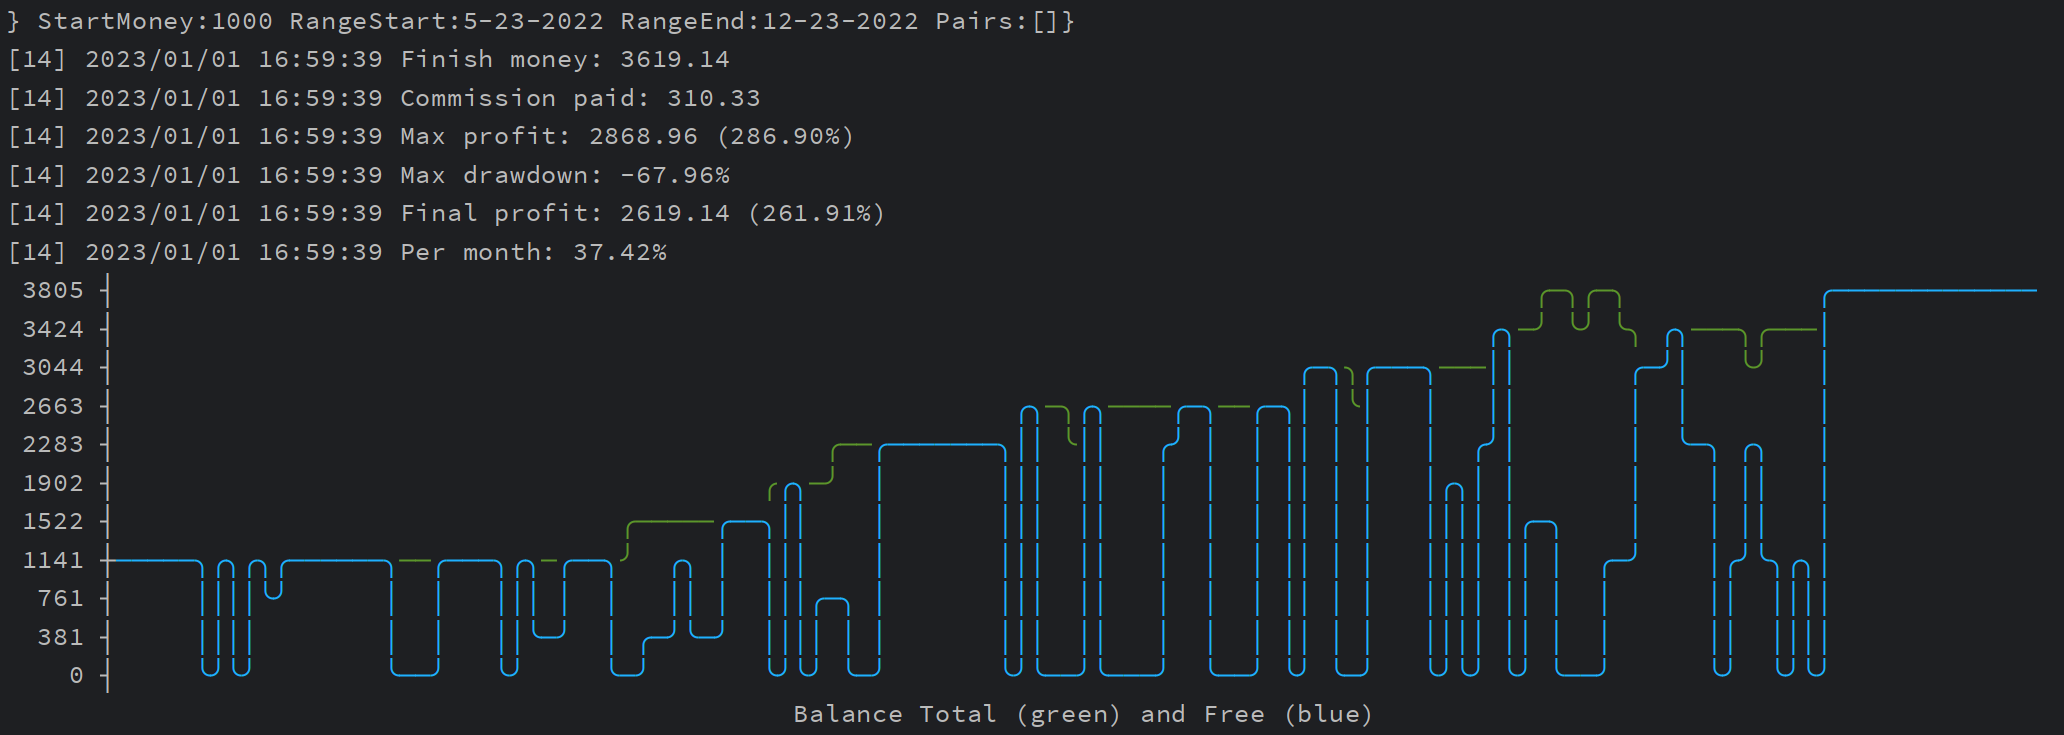 } StartMoney:1000 RangeStart:5-23-2022 RangeEnd:12-23-2022 Pairs:[]}
[14] 2023/01/01 16:59:39 Finish money: 3619.14
[14] 2023/01/01 16:59:39 Commission paid: 310.33
[14] 2023/01/01 16:59:39 Max profit: 2868.96 (286.90%)
[14] 2023/01/01 16:59:39 Max drawdown: -67.96%
[14] 2023/01/01 16:59:39 Final profit: 2619.14 (261.91%)
[14] 2023/01/01 16:59:39 Per month: 37.42%
3805
3424
3044
2663
2283
1902
1522
1141
761
381
0
Balance Total (green) and Free (blue)